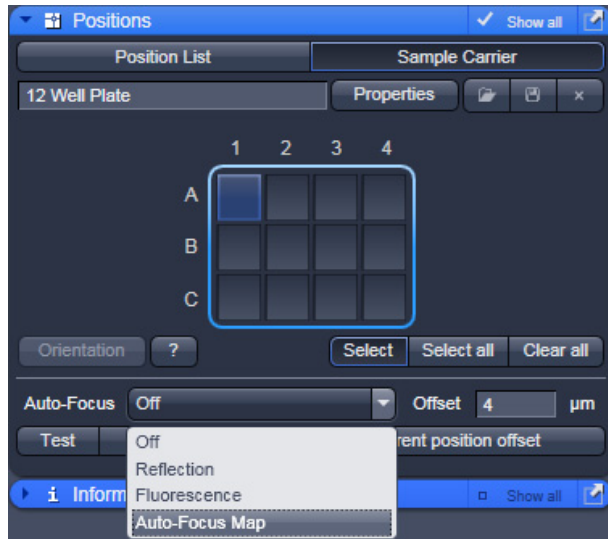 Positions Show all
Position List Sample Carrier
12 Well Plate Properties
1 2 3 4
A
B
C
Orientation ? Select Select all Clear all
Auto-Focus Off Offset 4 µm
Test rent position offset
Off
Reflection
i Inform Show all
Fluorescence
Auto-Focus Map